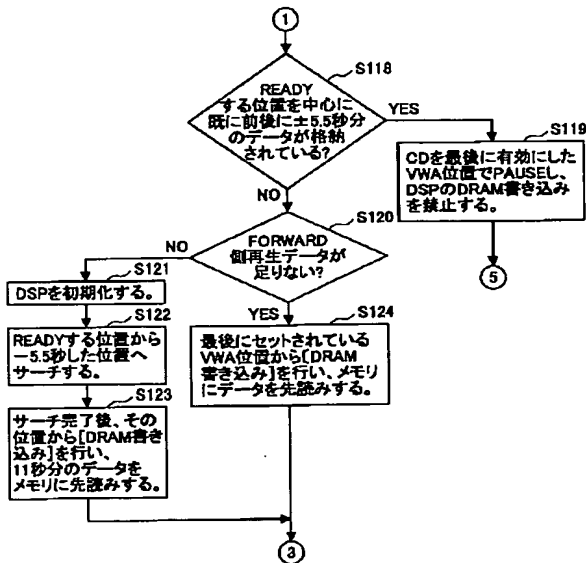 1
S118
READY
する位置を中心に
既に前後に±5.5秒分
のデータが格納
されている?
YES
S119
CDを最後に有効にした
VWA位置でPAUSEし、
DSPのDRAM書き込み
を禁止する。
5
NO
S120
FORWARD
側再生データが
足りない?
NO
YES
S121
DSPを初期化する。
S122
READYする位置から
−5.5秒した位置へ
サーチする。
S123
サーチ完了後、その
位置から[DRAM書き
込み]を行い、
11秒分のデータを
メモリに先読みする。
S124
最後にセットされている
VWA位置から[DRAM
書き込み]を行い、メモリ
にデータを先読みする。
3